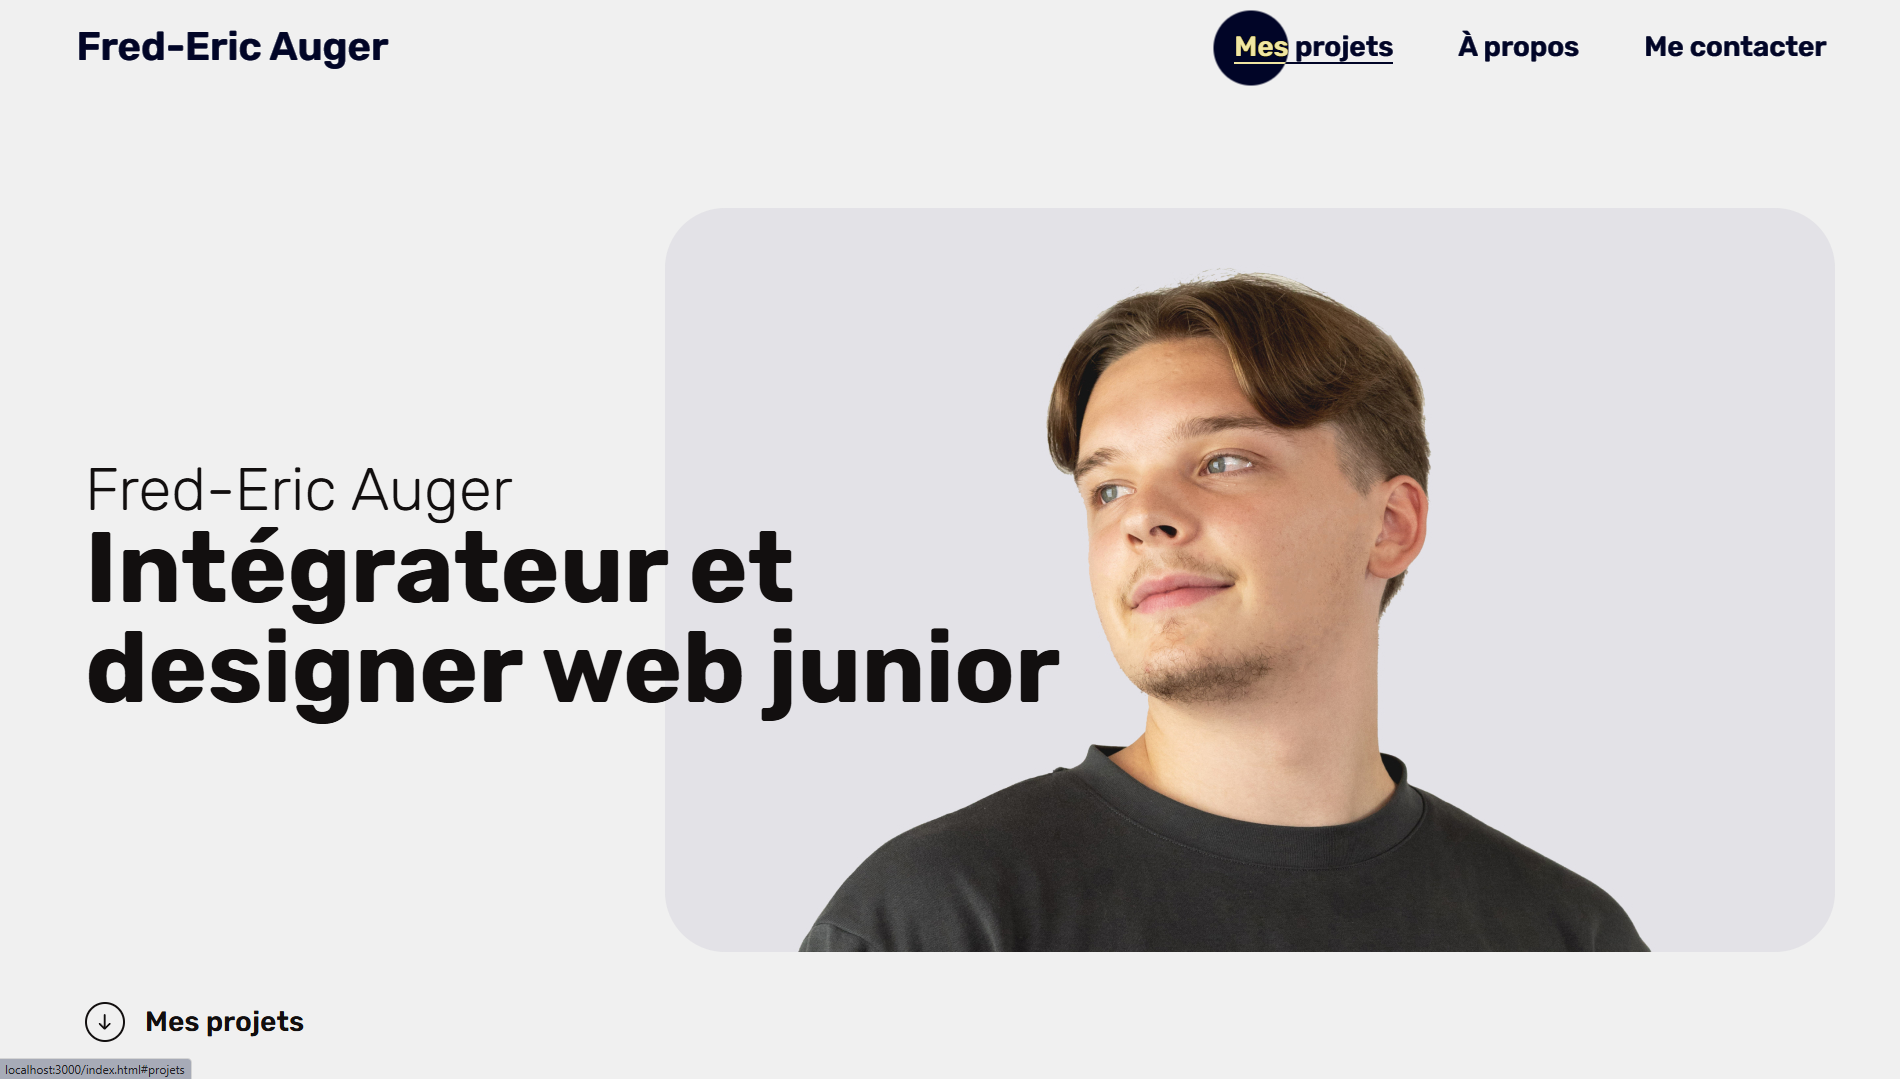 Fred-Eric Auger
Mes projets
À propos
Me contacter
Fred-Eric Auger
Intégrateur et
designer web junior
Mes projets
localhost:3000/index.html#projets